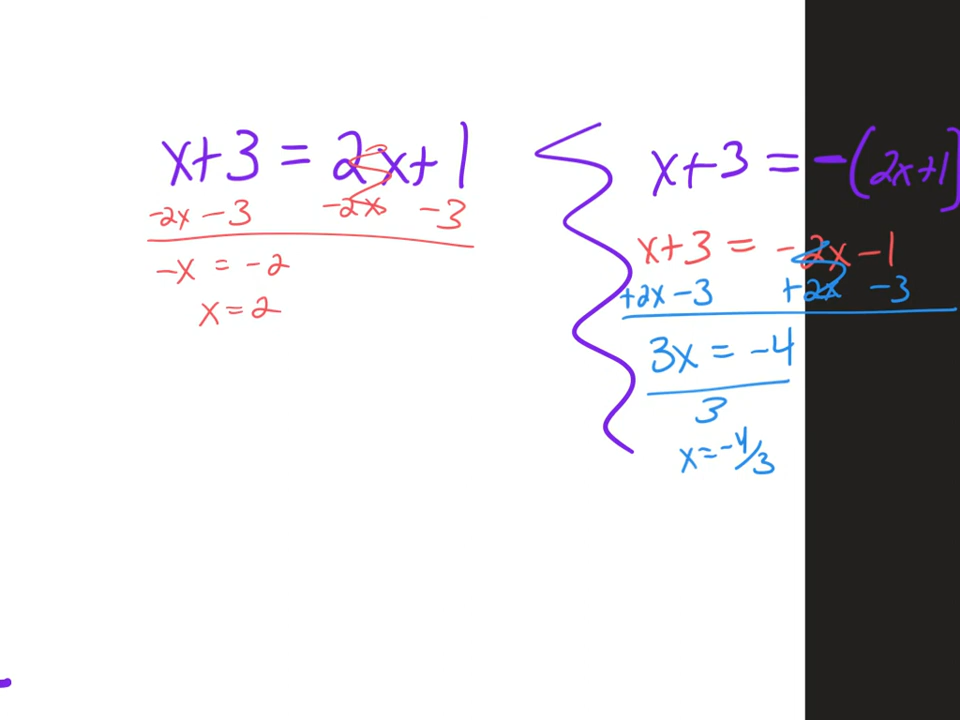 x+3 = 2x+1
-2x -3 -2x -3
-x = -2
x = 2
x+3 = -(2x+1)
x+3 = -2x -1
+2x -3 +2x -3
3x = -4
3
x = -4/3